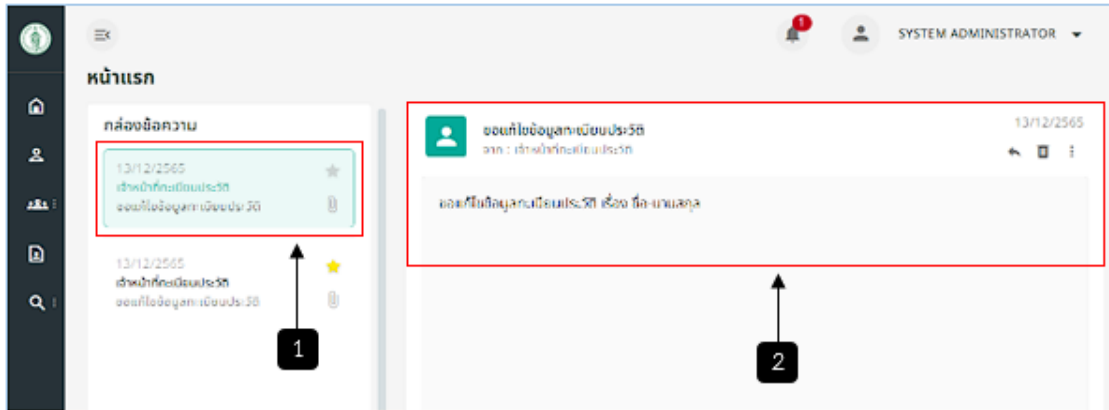 1
SYSTEM ADMINISTRATOR
หน้าแรก
กล่องข้อความ
13/12/2565
เจ้าหน้าที่ทะเบียนประวัติ
ขอแก้ไขข้อมูลทะเบียนประวัติ
13/12/2565
เจ้าหน้าที่ทะเบียนประวัติ
ขอแก้ไขข้อมูลทะเบียนประวัติ
1
ขอแก้ไขข้อมูลทะเบียนประวัติ
จาก : เจ้าหน้าที่ทะเบียนประวัติ
13/12/2565
ขอแก้ไขข้อมูลทะเบียนประวัติ เรื่อง ชื่อ-นามสกุล
2